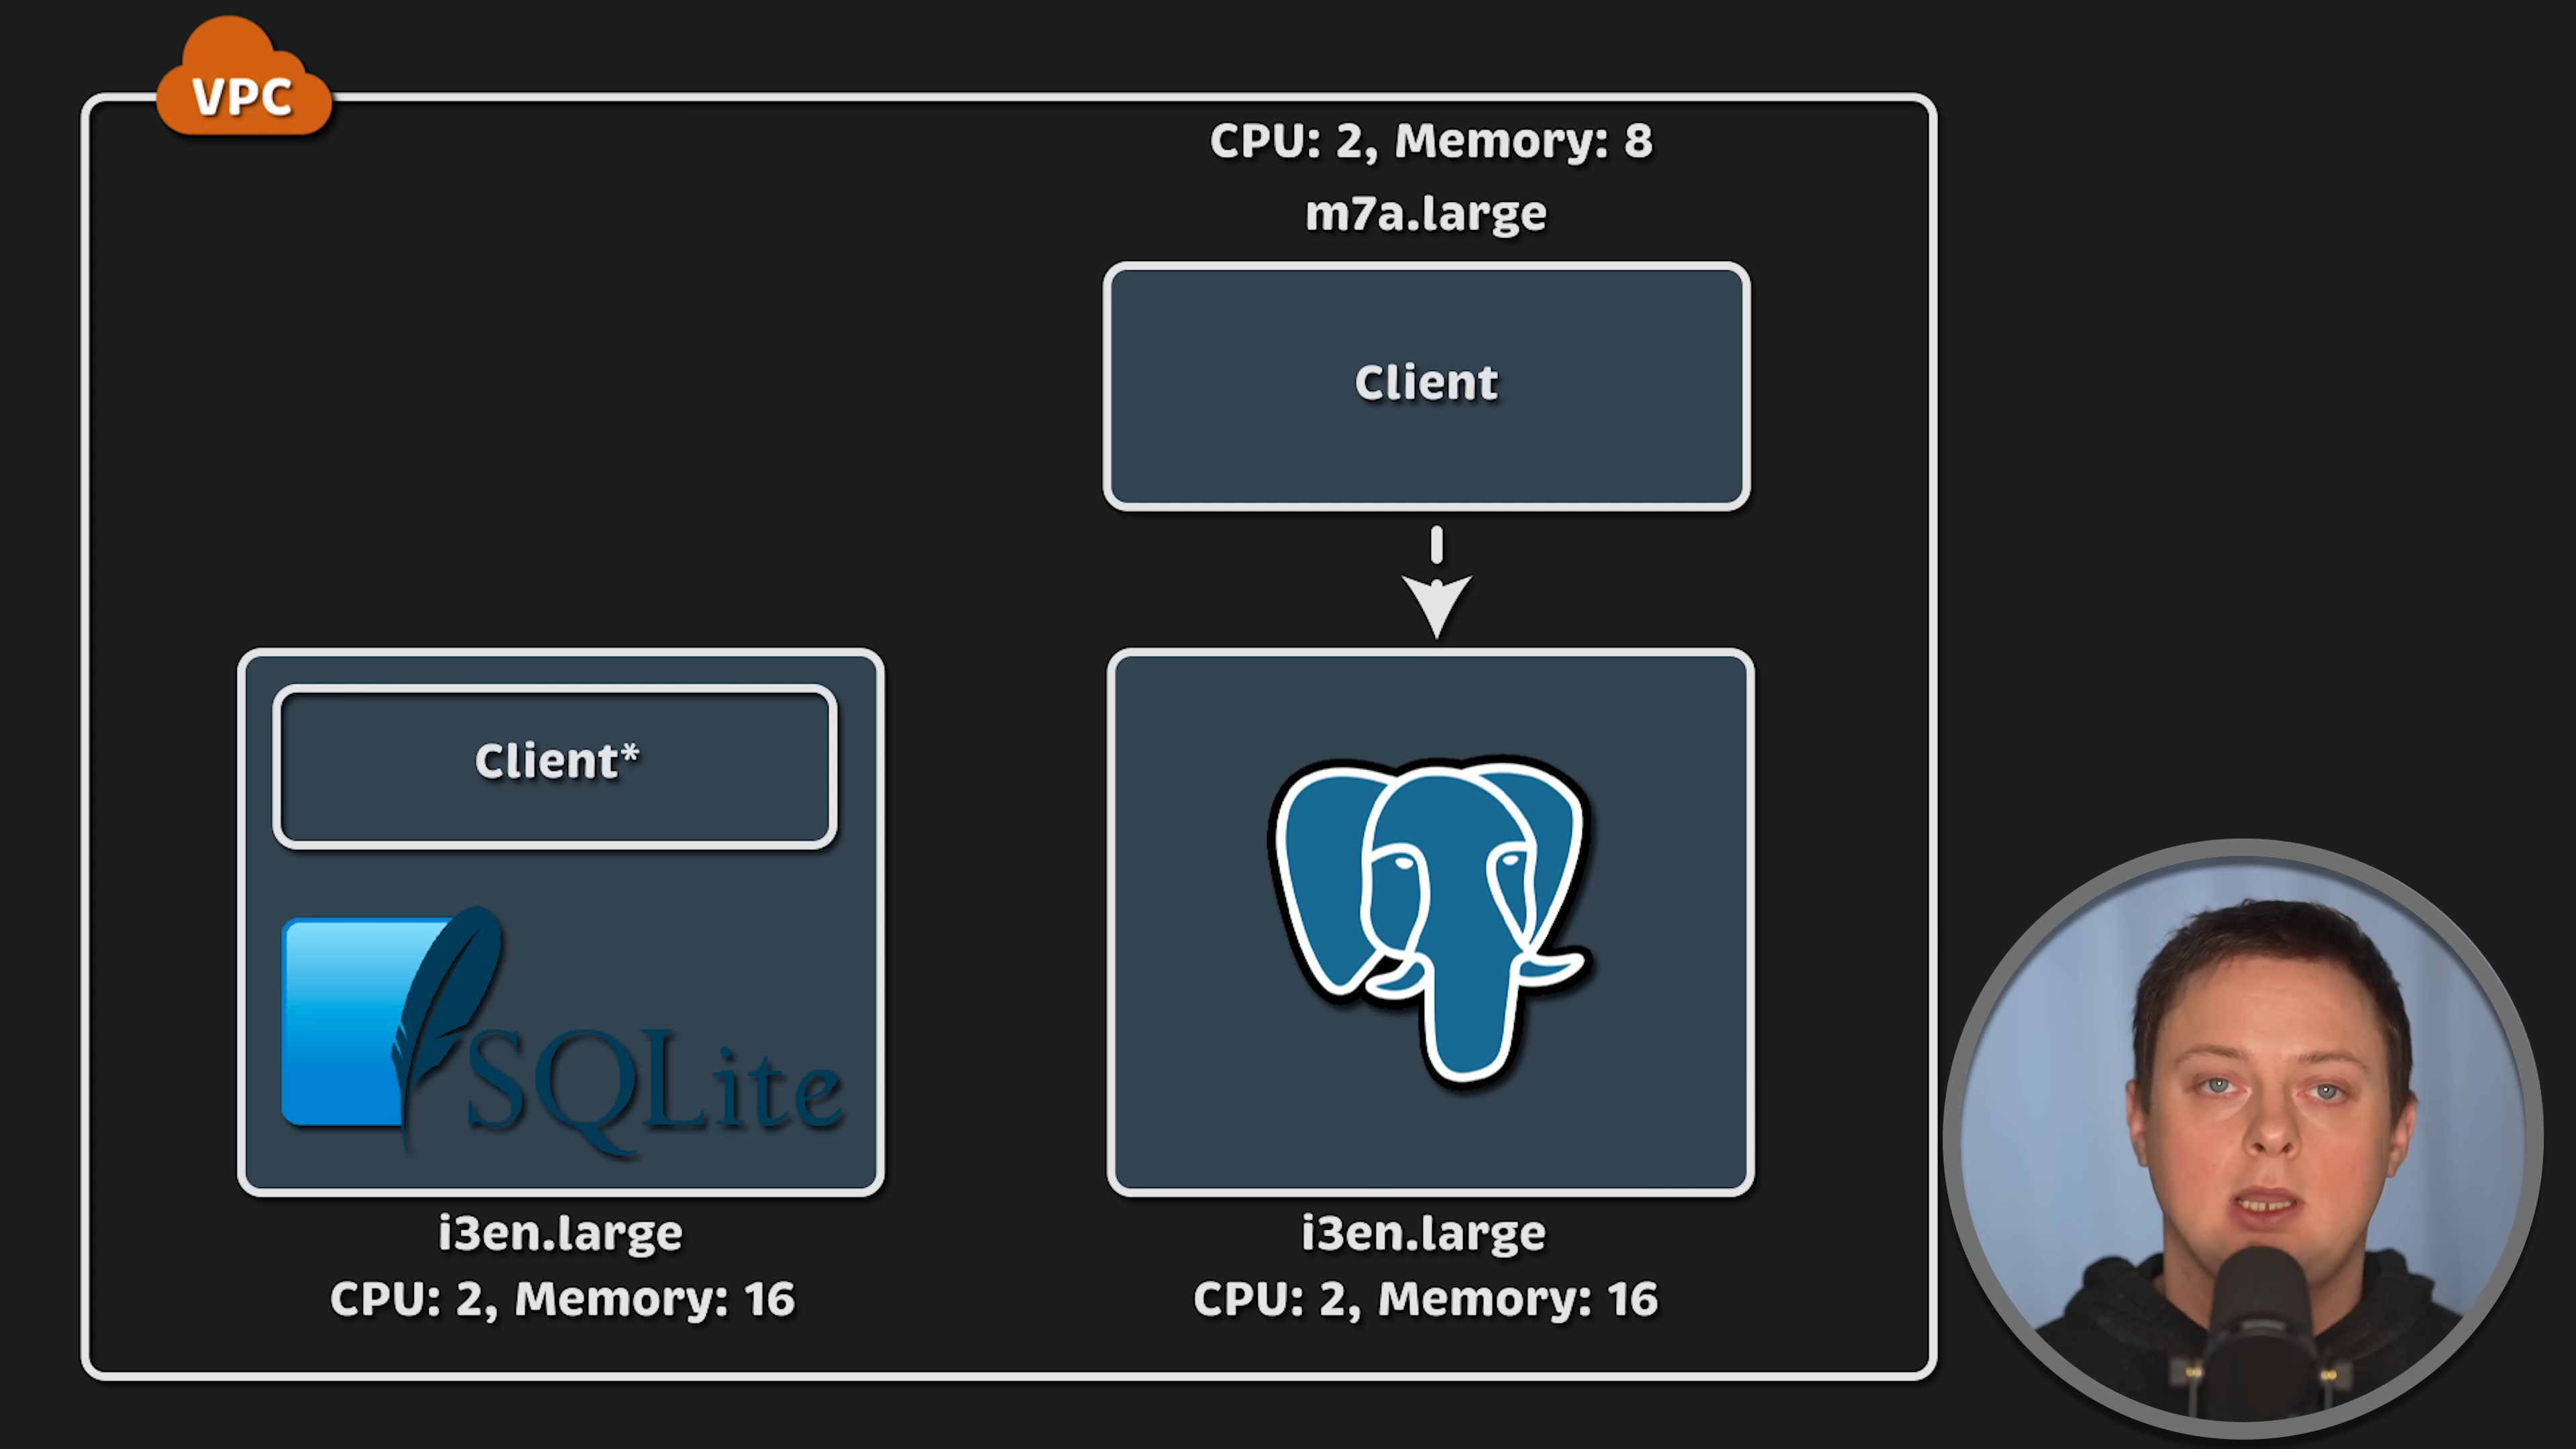 VPC
CPU: 2, Memory: 8
m7a.large
Client
Client*
SQLite
i3en.large
CPU: 2, Memory: 16
i3en.large
CPU: 2, Memory: 16